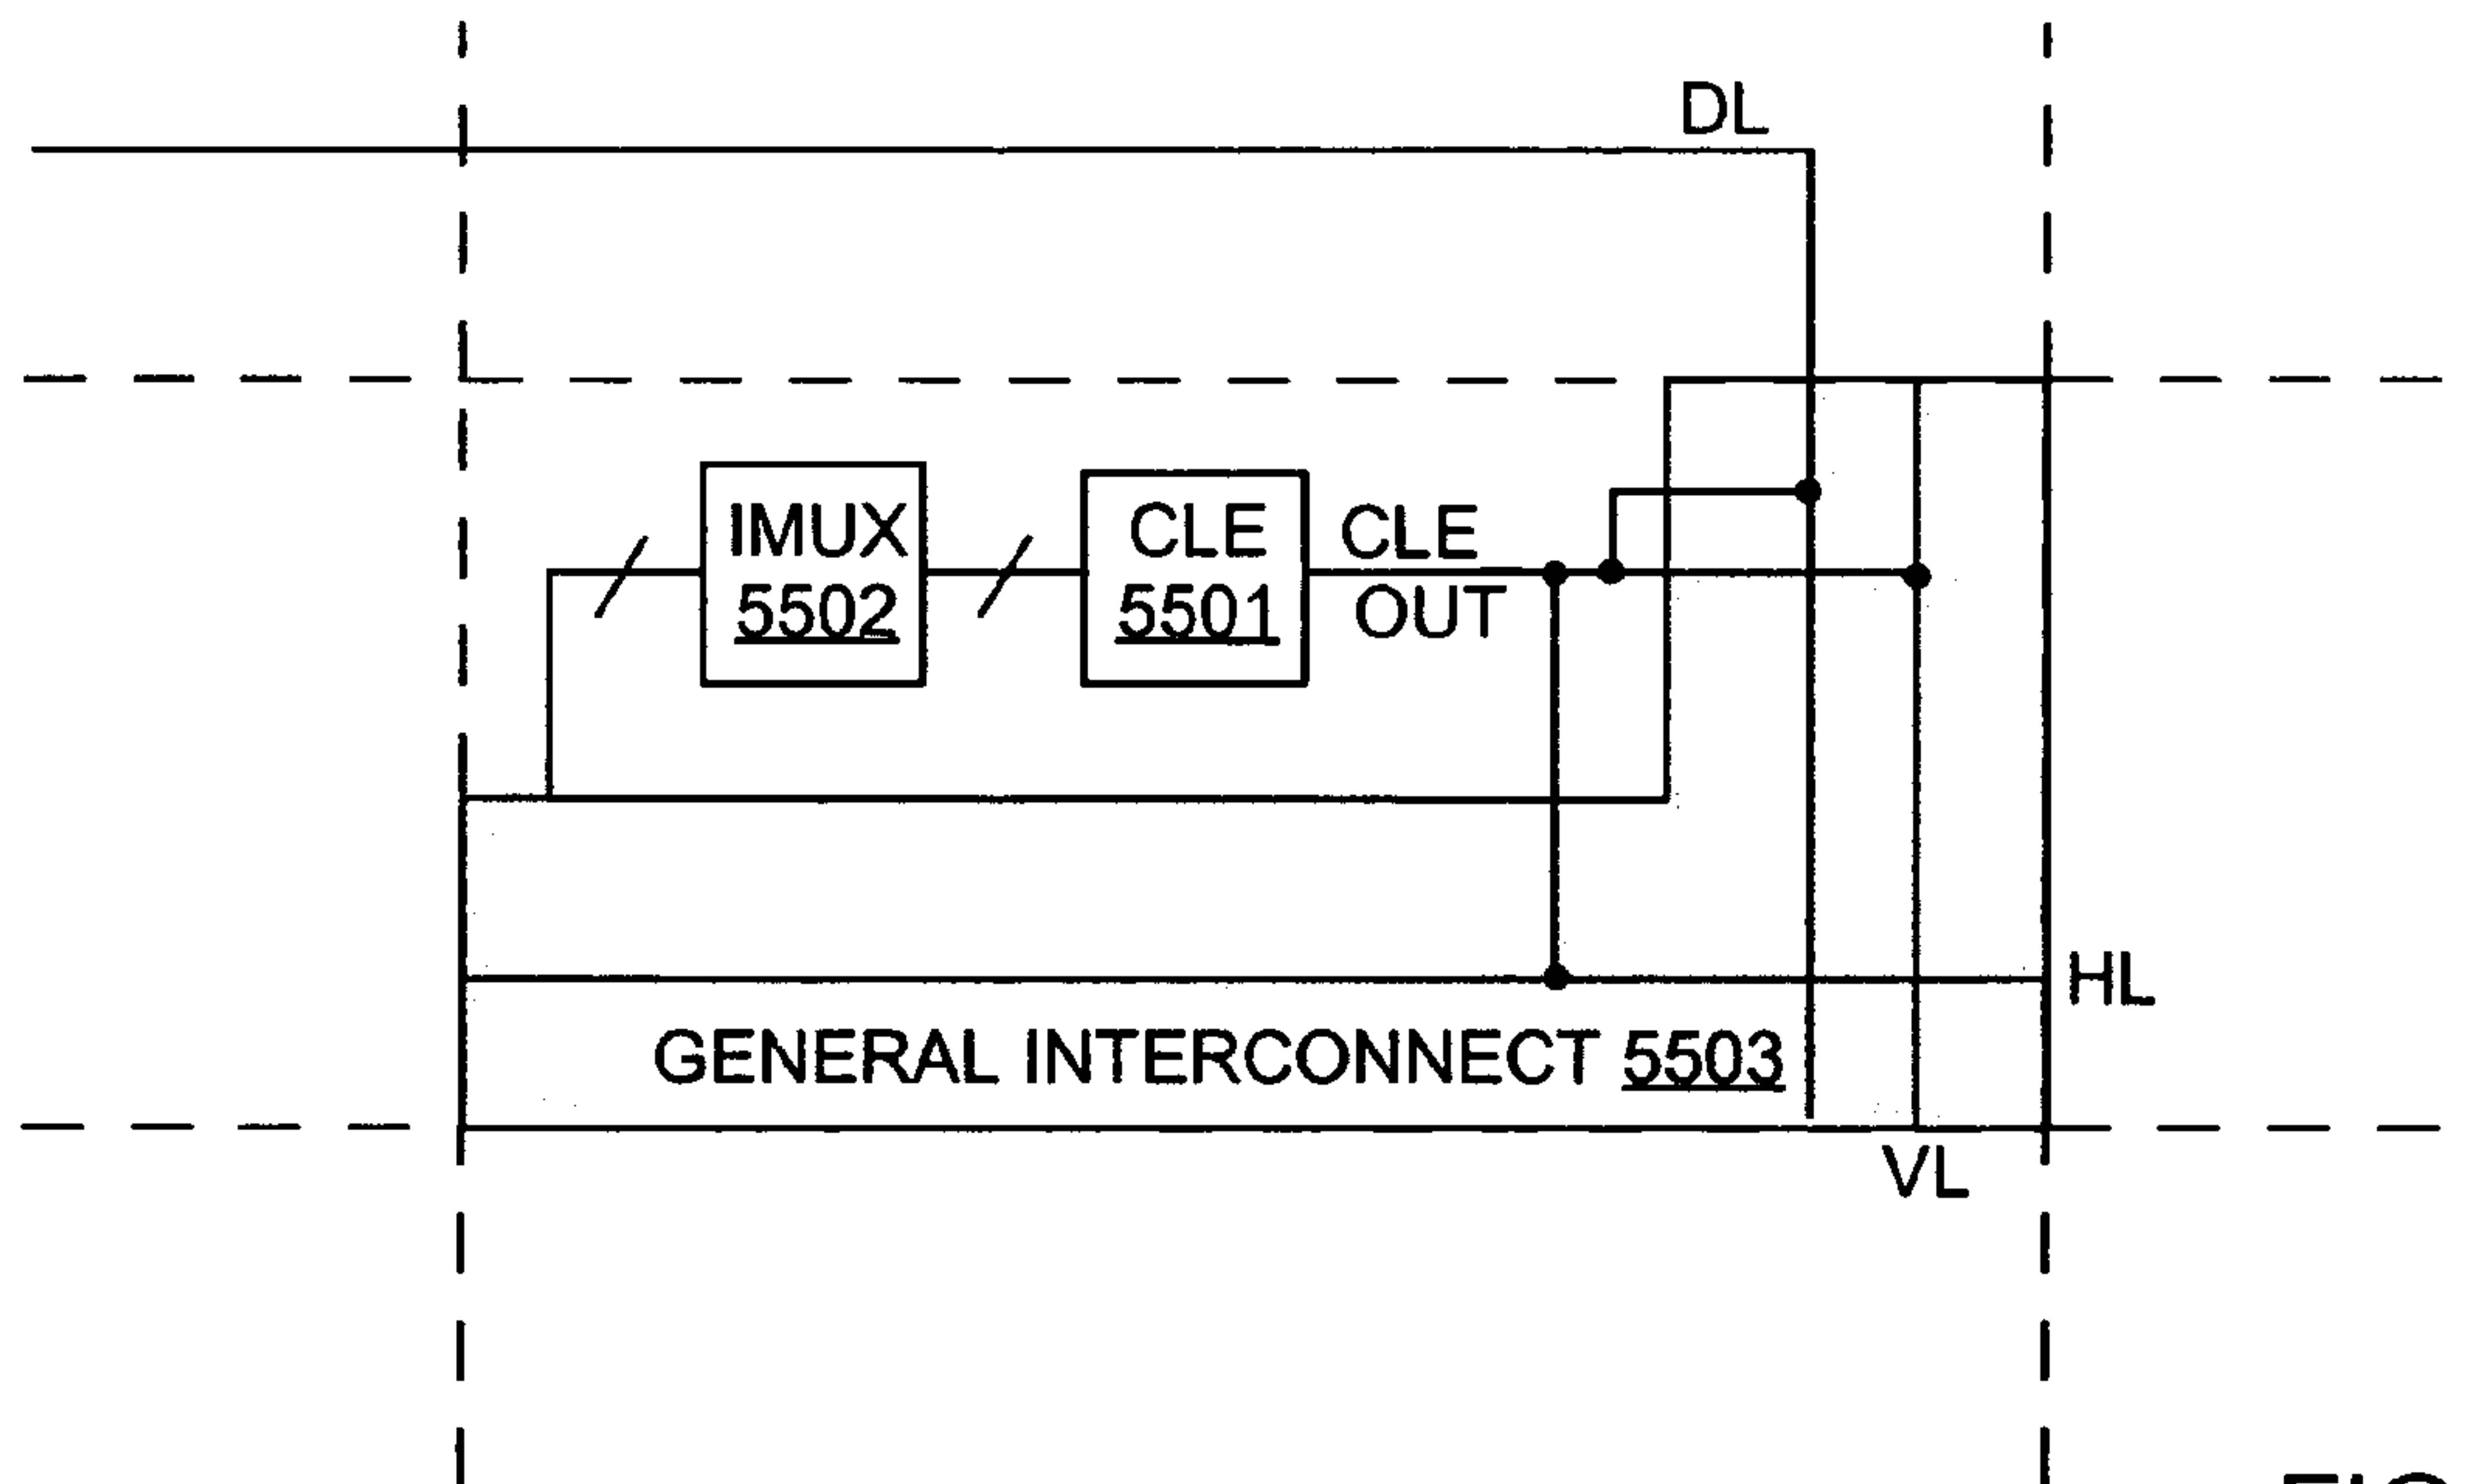 DL
IMUX
5502
CLE
5501
CLE
OUT
HL
GENERAL INTERCONNECT 5503
VL